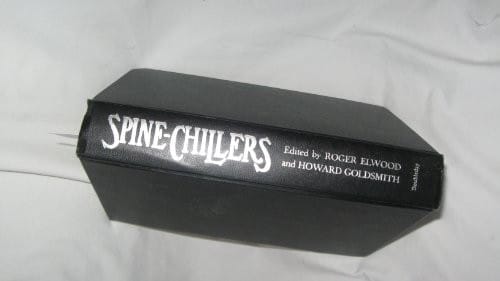 SPINE-CHILLERS
Edited by ROGER ELWOOD
and HOWARD GOLDSMITH
Doubleday